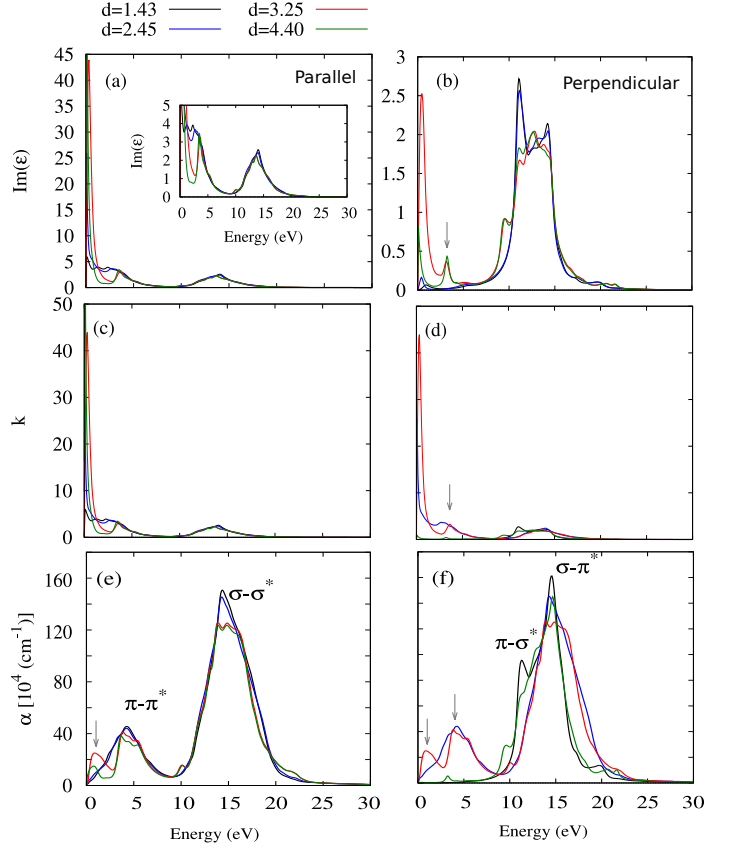 d=1.43 d=3.25
d=2.45 d=4.40
(a) Parallel
Im(ε)
45
40
35
30
25
20
15
10
5
0
Im(ε)
5
4
3
2
1
0
0 5 10 15 20 25 30
Energy (eV)
(b) Perpendicular
3
2.5
2
1.5
1
0.5
0
(c)
k
50
40
30
20
10
0
(d)
(e)
α [10⁴ (cm⁻¹)]
160
120
80
40
0
π-π*
σ-σ*
0 5 10 15 20 25 30
Energy (eV)
(f)
σ-π*
π-σ*
0 5 10 15 20 25 30
Energy (eV)